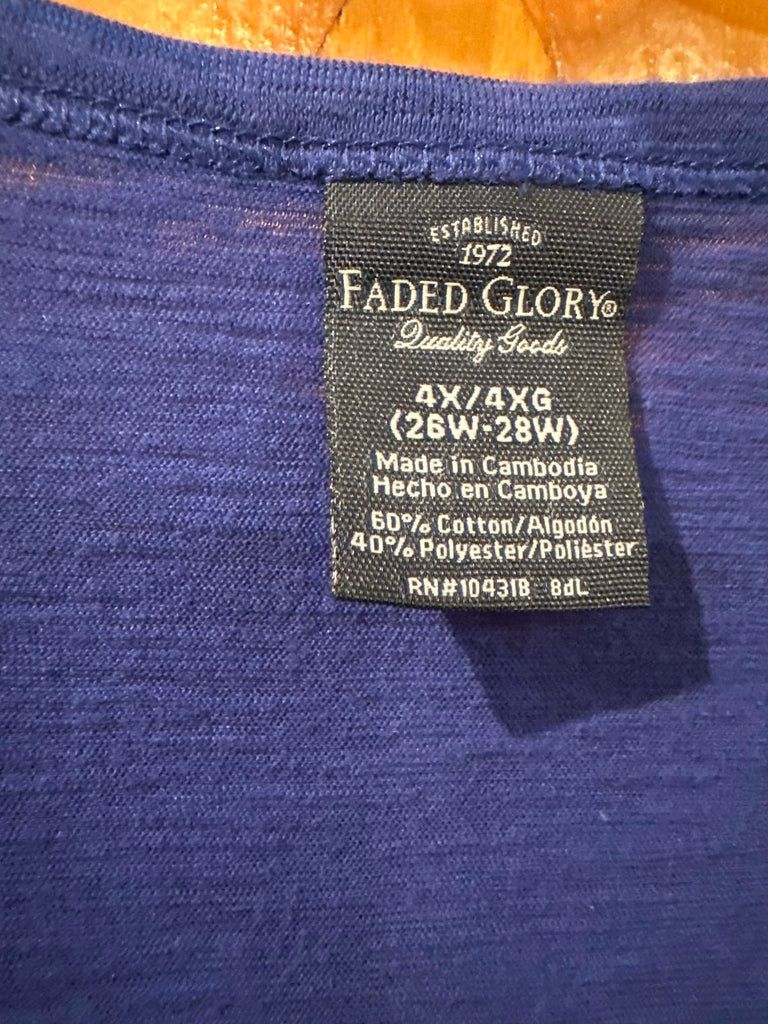 ESTABLISHED
1972
FADED GLORY®
Quality Goods
4X/4XG
(26W-28W)
Made in Cambodia
Hecho en Camboya
60% Cotton/Algodón
40% Polyester/Poliéster
RN#104318 8dL